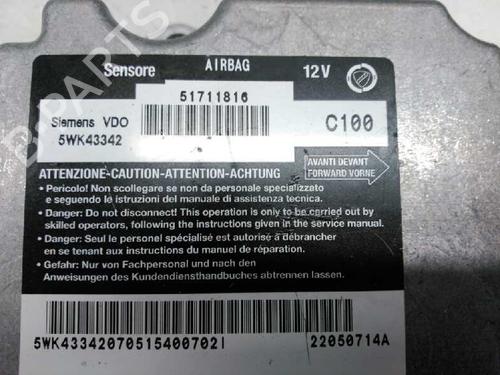 Sensore AIRBAG 12V
51711816
Siemens VDO
5WK43342
C100
ATTENZIONE-CAUTION-ATTENTION-ACHTUNG
AVANTI DEVANT
FORWARD VORNE
• Pericolo! Non scollegare se non da personale specializzato
e seguendo le istruzioni del manuale di assistenza tecnica.
• Danger: Do not disconnect! This operation is only to be carried out by
skilled operators, following the instructions given in the service manual.
• Danger: Seul le personnel spécialisé est autorisé a débrancher
en se tenant aux instructions du manuel de réparation.
• Gefahr: Nur von Fachpersonal und nach den
Anweisungen des Kundendiensthandbuches abtrennen lassen.
5WK43342070515400702I
22050714A
B-PARTS